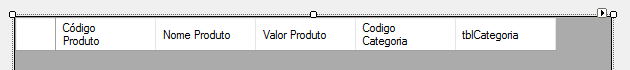 Código
Produto
Nome Produto
Valor Produto
Codigo
Categoria
tblCategoria